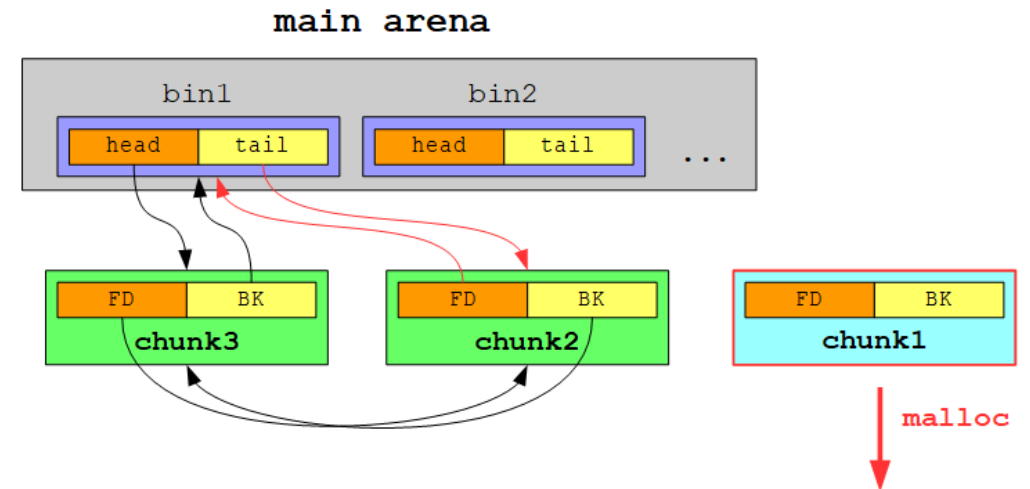 main arena
bin1 bin2
head tail head tail ...
FD BK FD BK FD BK
chunk3 chunk2 chunk1
malloc